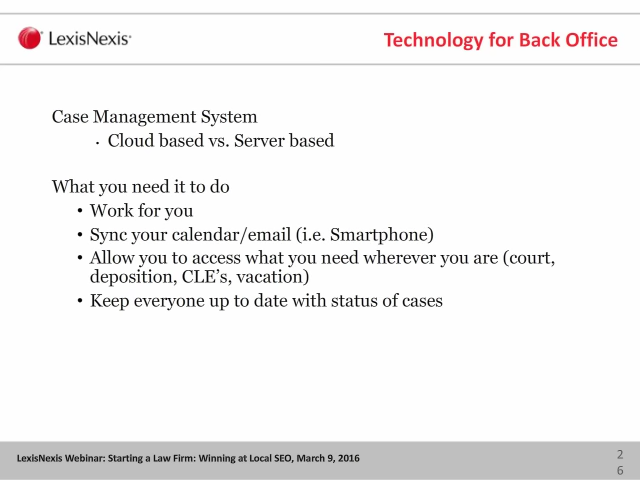 LexisNexis®
Technology for Back Office
Case Management System
• Cloud based vs. Server based
What you need it to do
• Work for you
• Sync your calendar/email (i.e. Smartphone)
• Allow you to access what you need wherever you are (court,
deposition, CLE’s, vacation)
• Keep everyone up to date with status of cases
LexisNexis Webinar: Starting a Law Firm: Winning at Local SEO, March 9, 2016
2
6